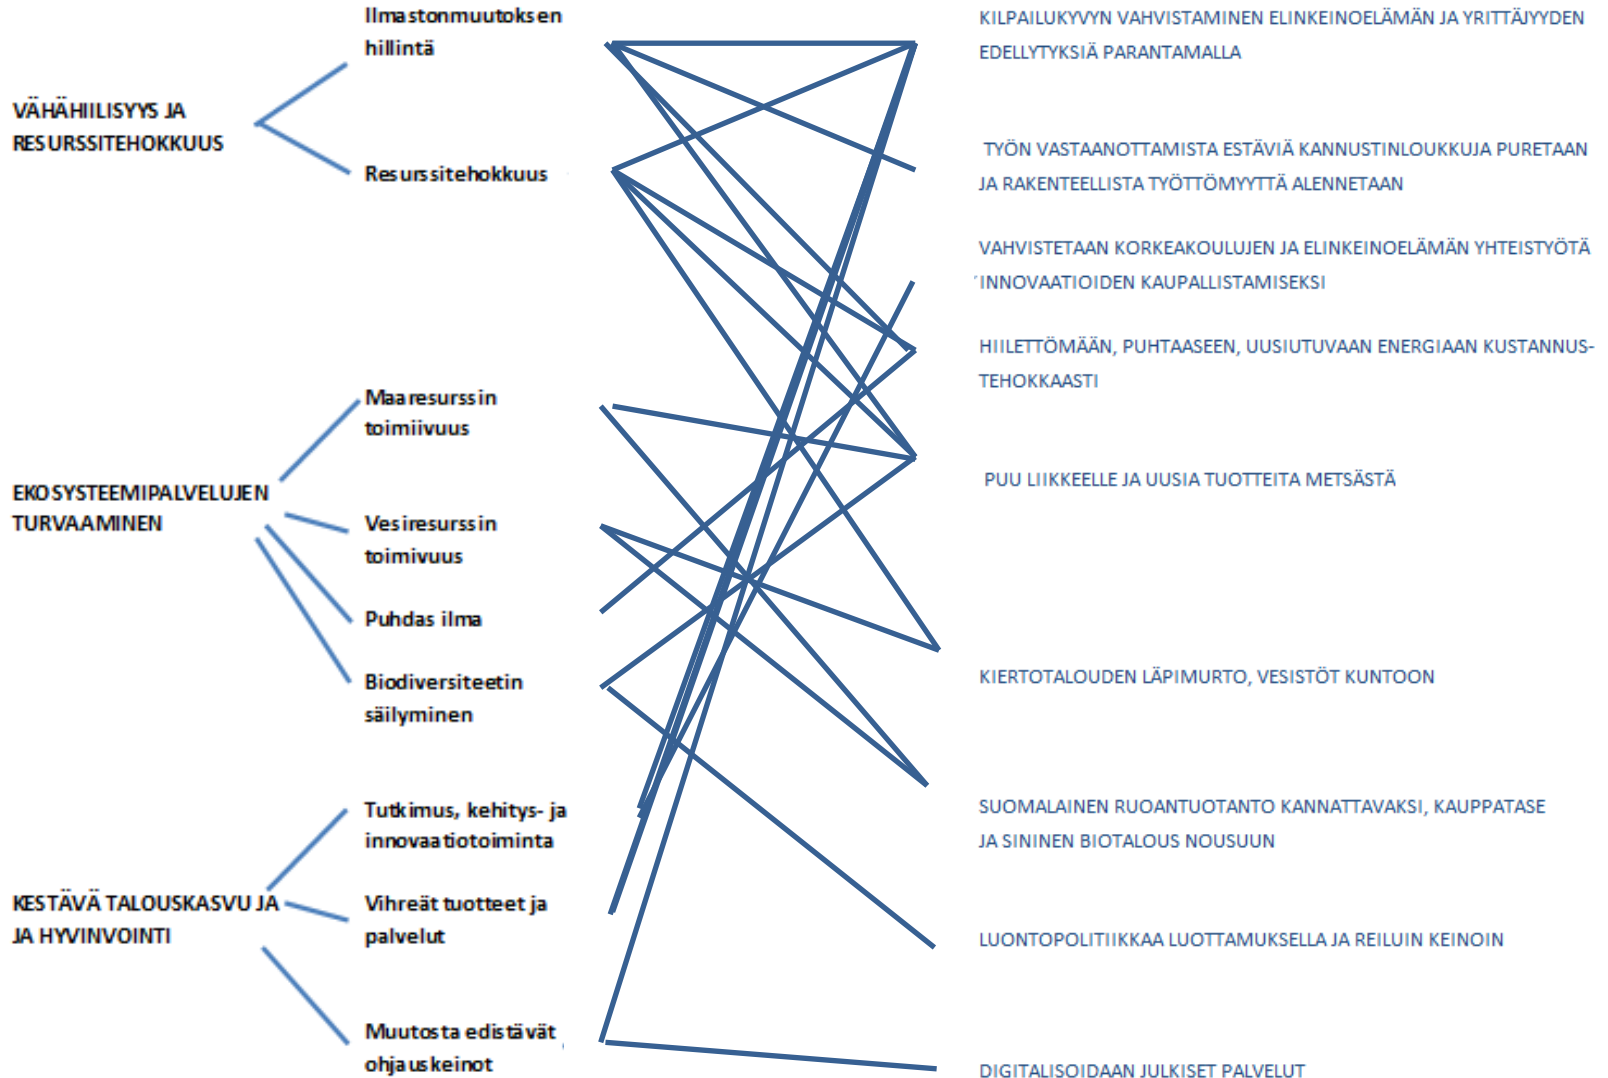 Ilmastonmuutoksen
hillintä
VÄHÄHIILISYYS JA
RESURSSITEHOKKUUS
Resurssitehokkuus
Maaresurssin
toimiivuus
EKOSYSTEEMIPALVELUJEN
TURVAAMINEN
Vesiresurssin
toimivuus
Puhdas ilma
Biodiversiteetin
säilyminen
Tutkimus, kehitys- ja
innovaatiotoiminta
KESTÄVÄ TALOUSKASVU JA
JA HYVINVOINTI
Vihreät tuotteet ja
palvelut
Muutosta edistävät
ohjauskeinot
KILPAILUKYVYN VAHVISTAMINEN ELINKEINOELÄMÄN JA YRITTÄJYYDEN
EDELLYTYKSIÄ PARANTAMALLA
TYÖN VASTAANOTTAMISTA ESTÄVIÄ KANNUSTINLOUKKUJA PURETAAN
JA RAKENTEELLISTA TYÖTTÖMYYTTÄ ALENNETAAN
VAHVISTETAAN KORKEAKOULUJEN JA ELINKEINOELÄMÄN YHTEISTYÖTÄ
INNOVAATIOIDEN KAUPALLISTAMISEKSI
HIILETTÖMÄÄN, PUHTAASEEN, UUSIUTUVAAN ENERGIAAN KUSTANNUS-
TEHOKKAASTI
PUU LIIKKEELLE JA UUSIA TUOTTEITA METSÄSTÄ
KIERTOTALOUDEN LÄPIMURTO, VESISTÖT KUNTOON
SUOMALAINEN RUOANTUOTANTO KANNATTAVAKSI, KAUPPATASE
JA SININEN BIOTALOUS NOUSUUN
LUONTOPOLITIIKKAA LUOTTAMUKSELLA JA REILUIN KEINOIN
DIGITALISOIDAAN JULKISET PALVELUT